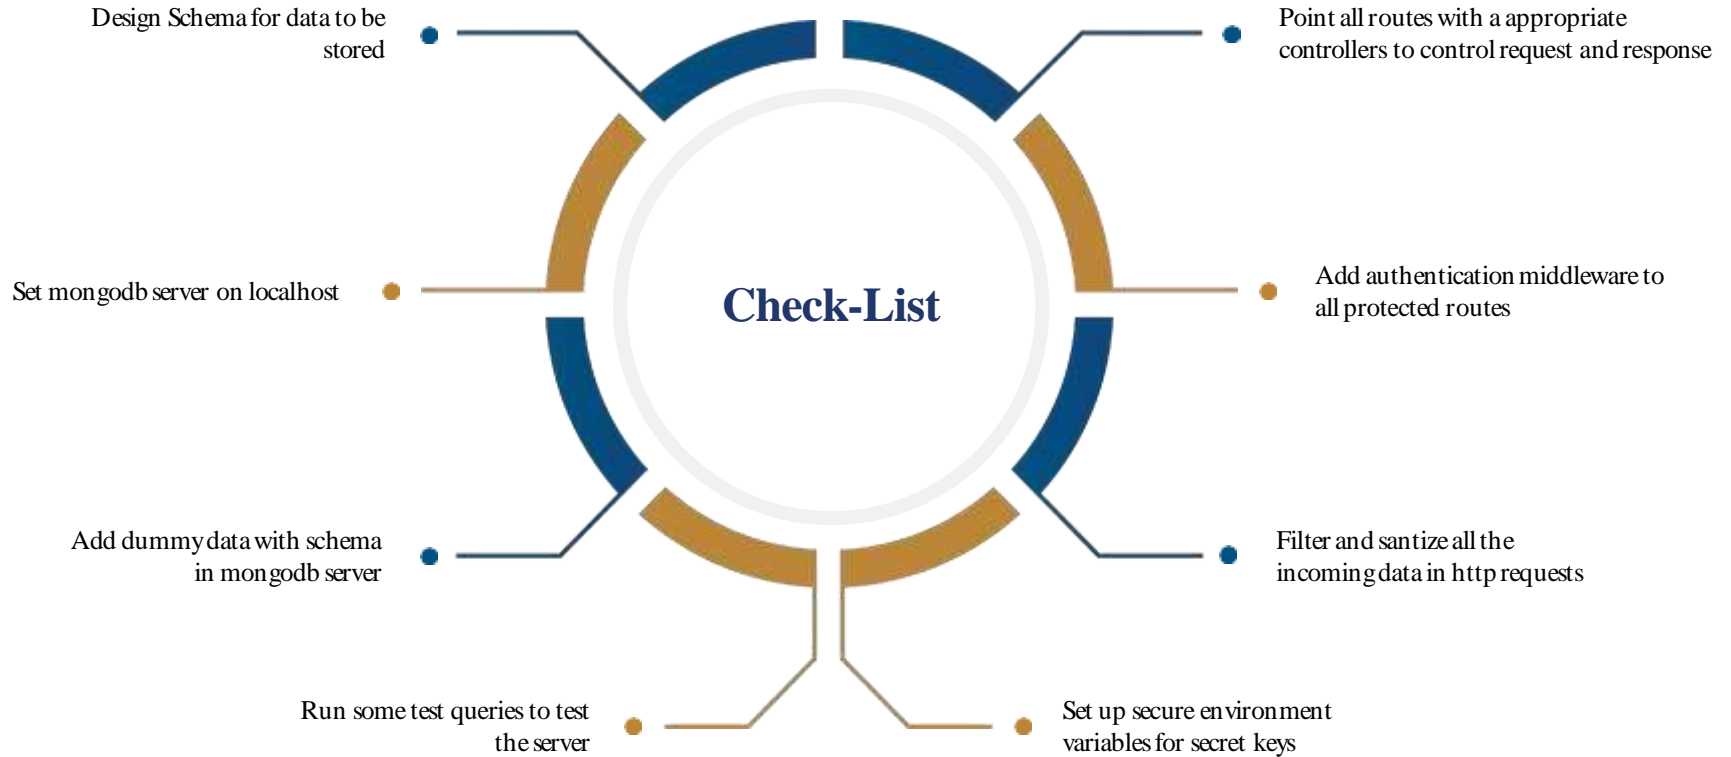 Design Schema for data to be
stored
Set mongodb server on localhost
Add dummy data with schema
in mongodb server
Run some test queries to test
the server
Check-List
Point all routes with a appropriate
controllers to control request and response
Add authentication middleware to
all protected routes
Filter and santize all the
incoming data in http requests
Set up secure environment
variables for secret keys